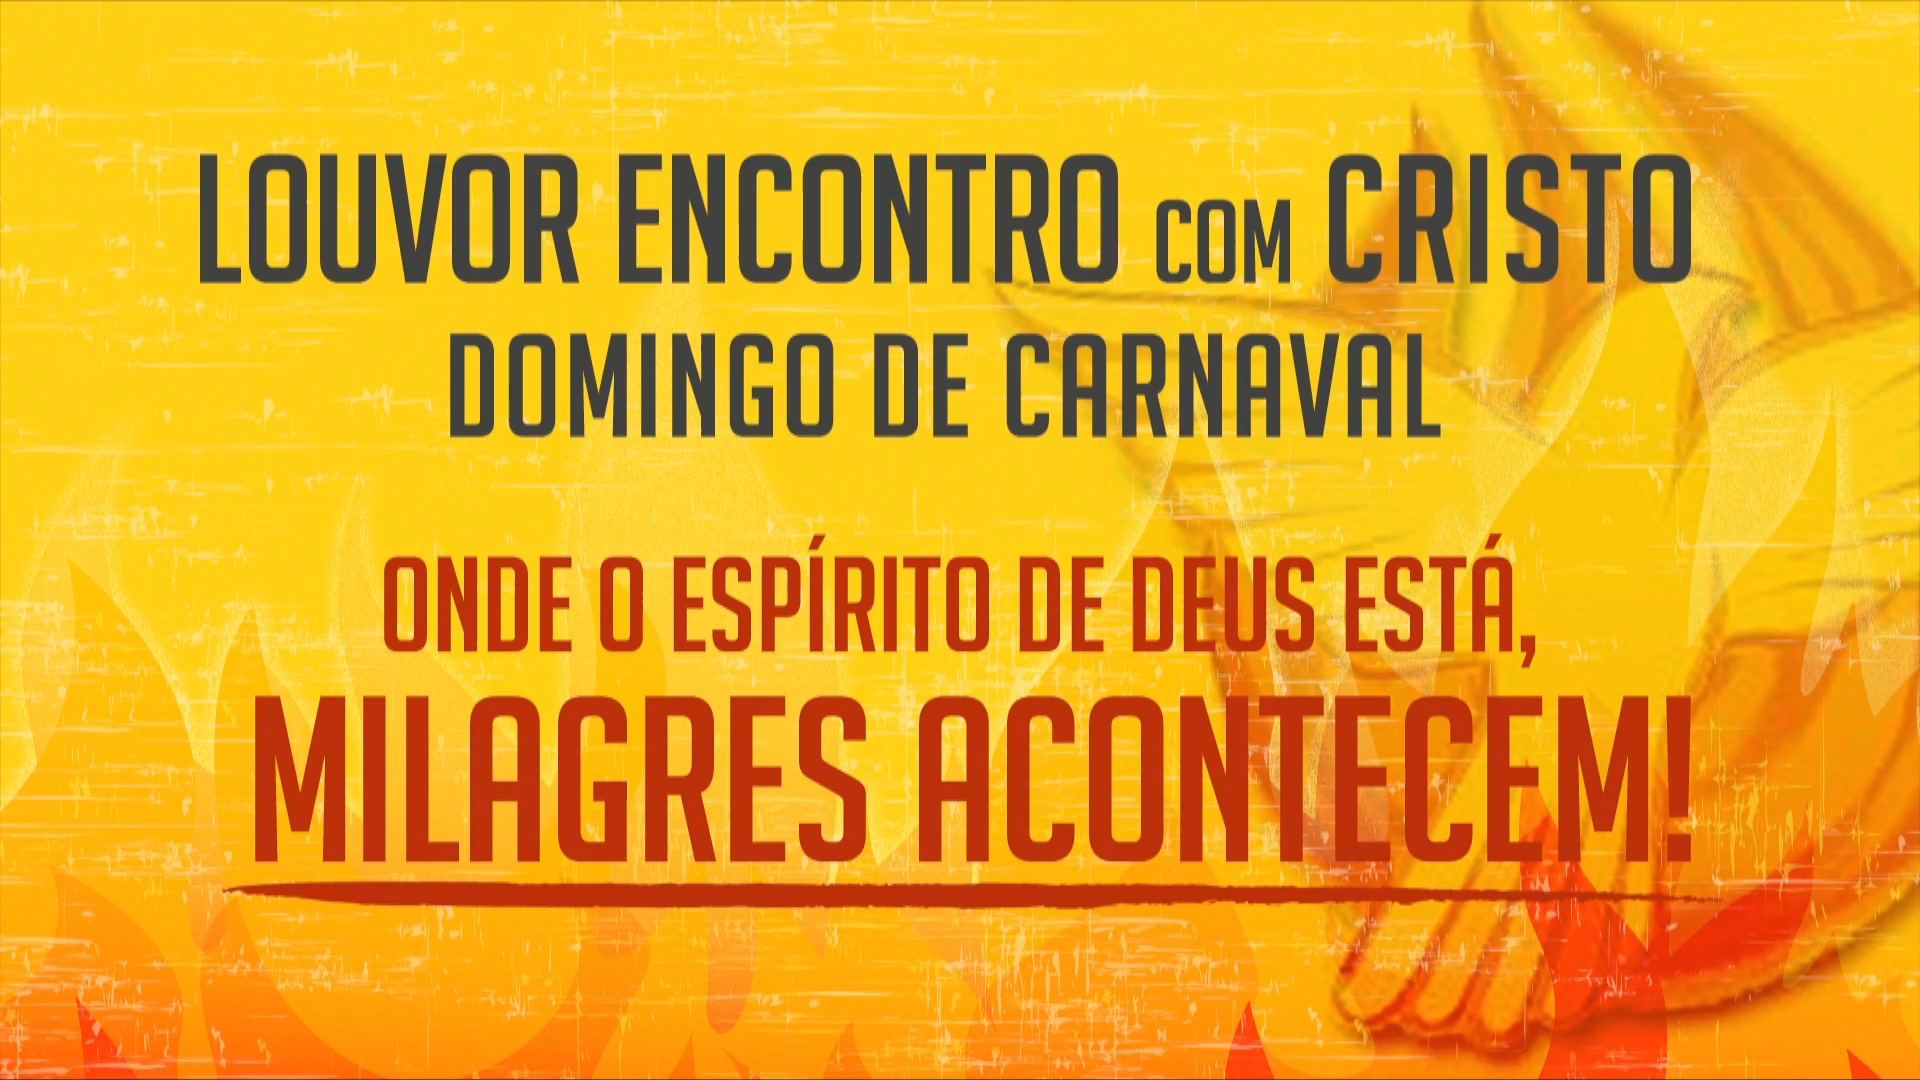 LOUVOR ENCONTRO COM CRISTO
DOMINGO DE CARNAVAL
ONDE O ESPÍRITO DE DEUS ESTÁ,
MILAGRES ACONTECEM!